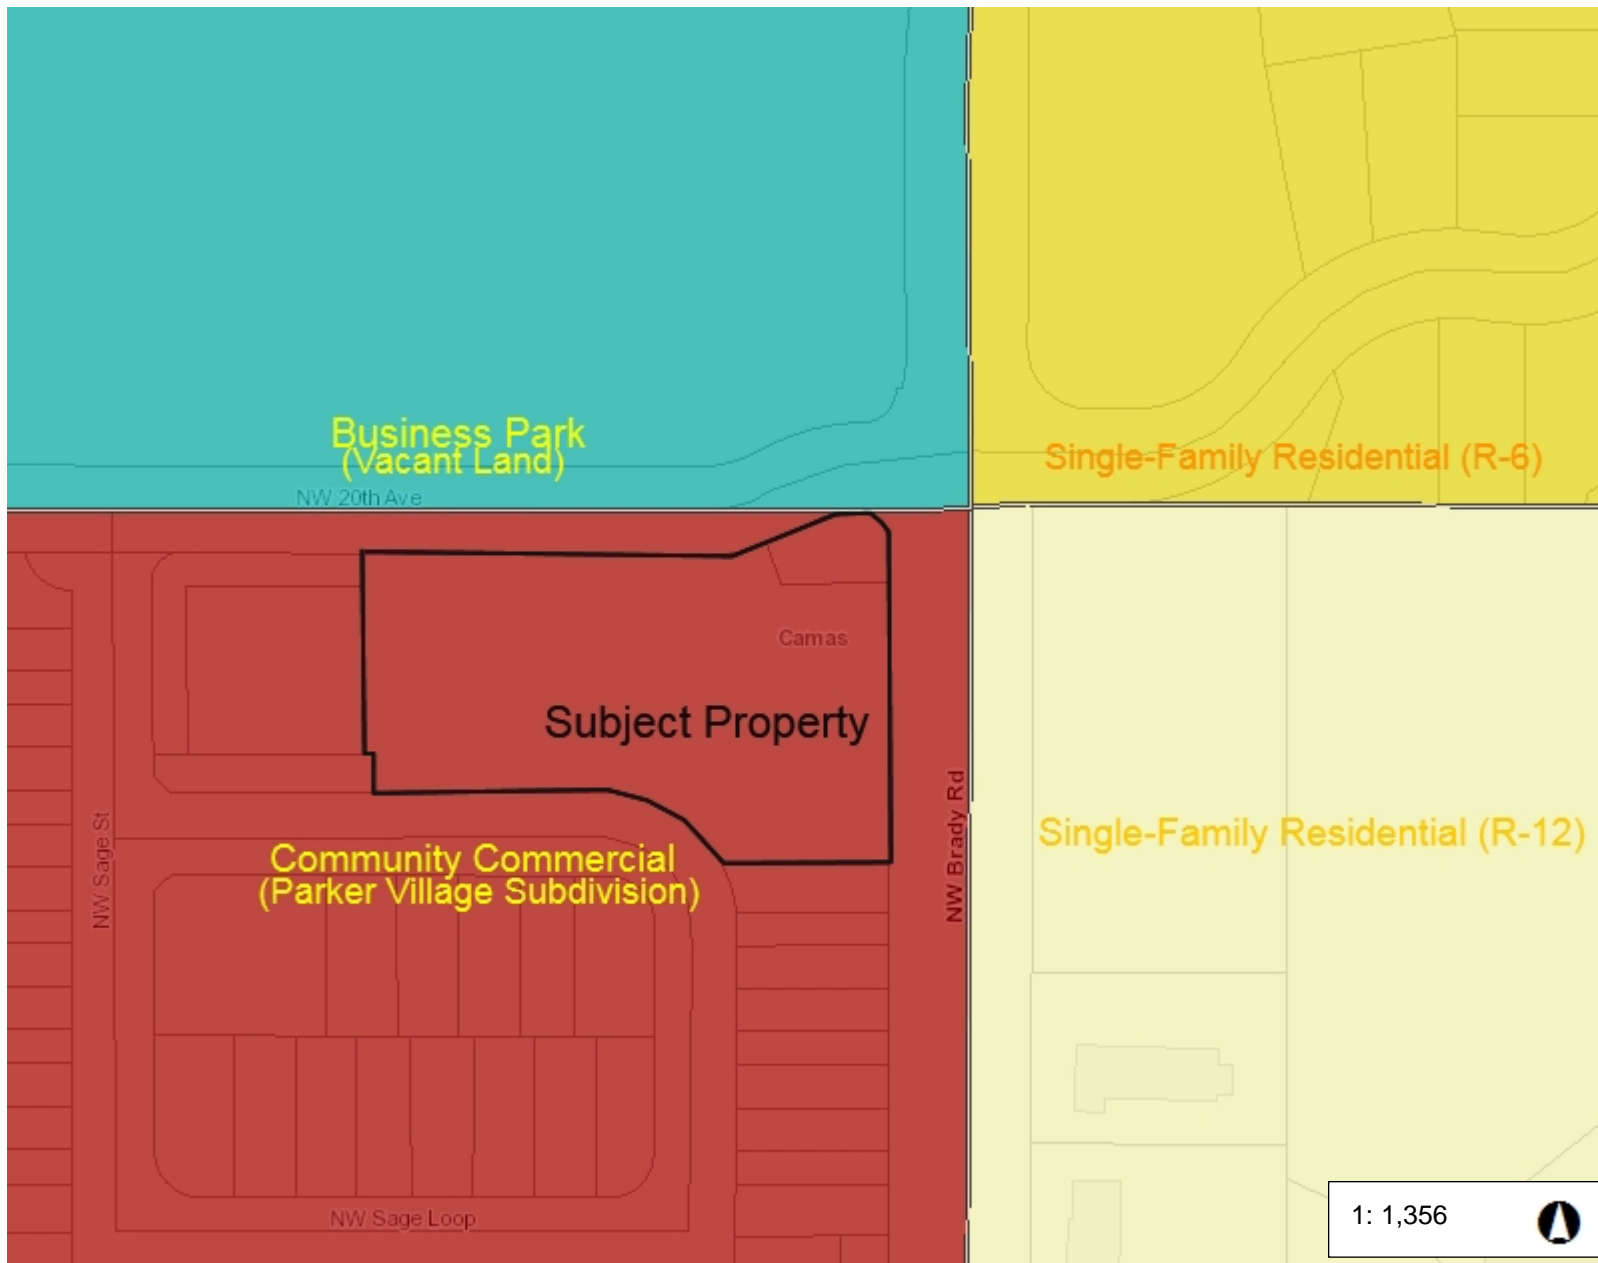 Business Park
(Vacant Land)
Single-Family Residential (R-6)
NW 20th Ave
Camas
Subject Property
NW Sage St
NW Brady Rd
Single-Family Residential (R-12)
Community Commercial
(Parker Village Subdivision)
NW Sage Loop
1: 1,356